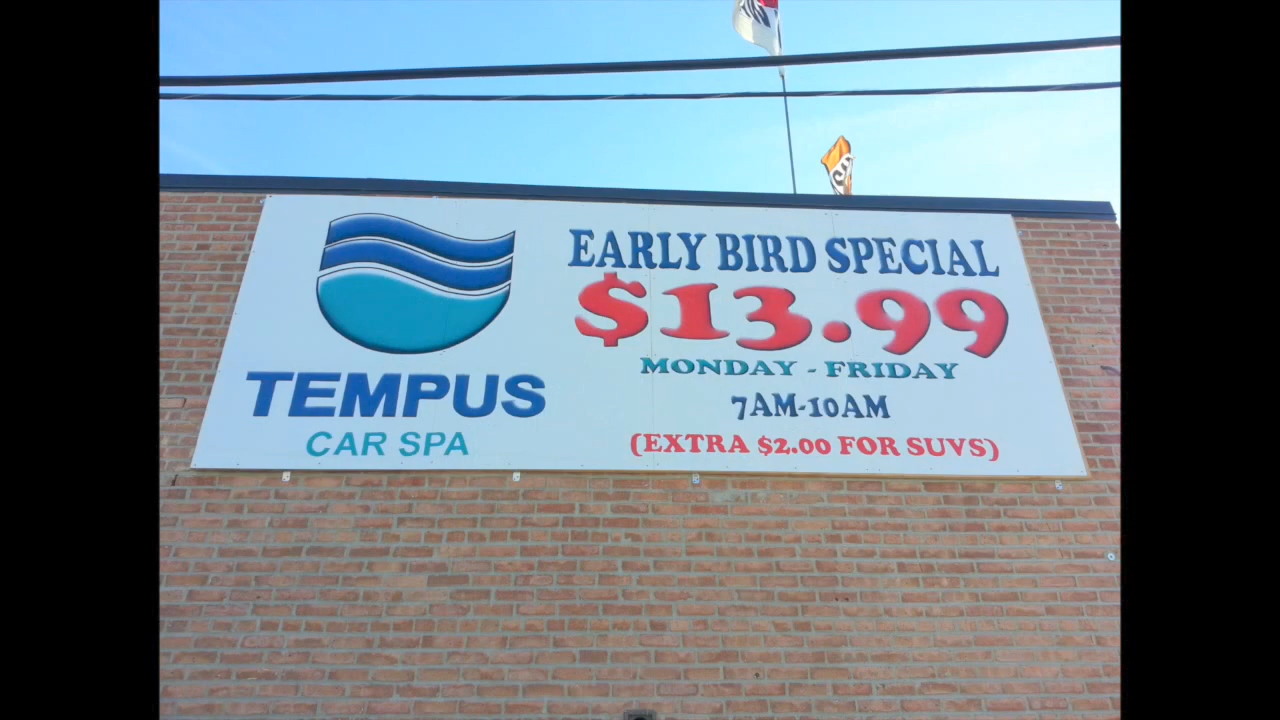 EARLY BIRD SPECIAL
$13.99
MONDAY - FRIDAY
7AM-10AM
(EXTRA $2.00 FOR SUVS)
TEMPUS
CAR SPA